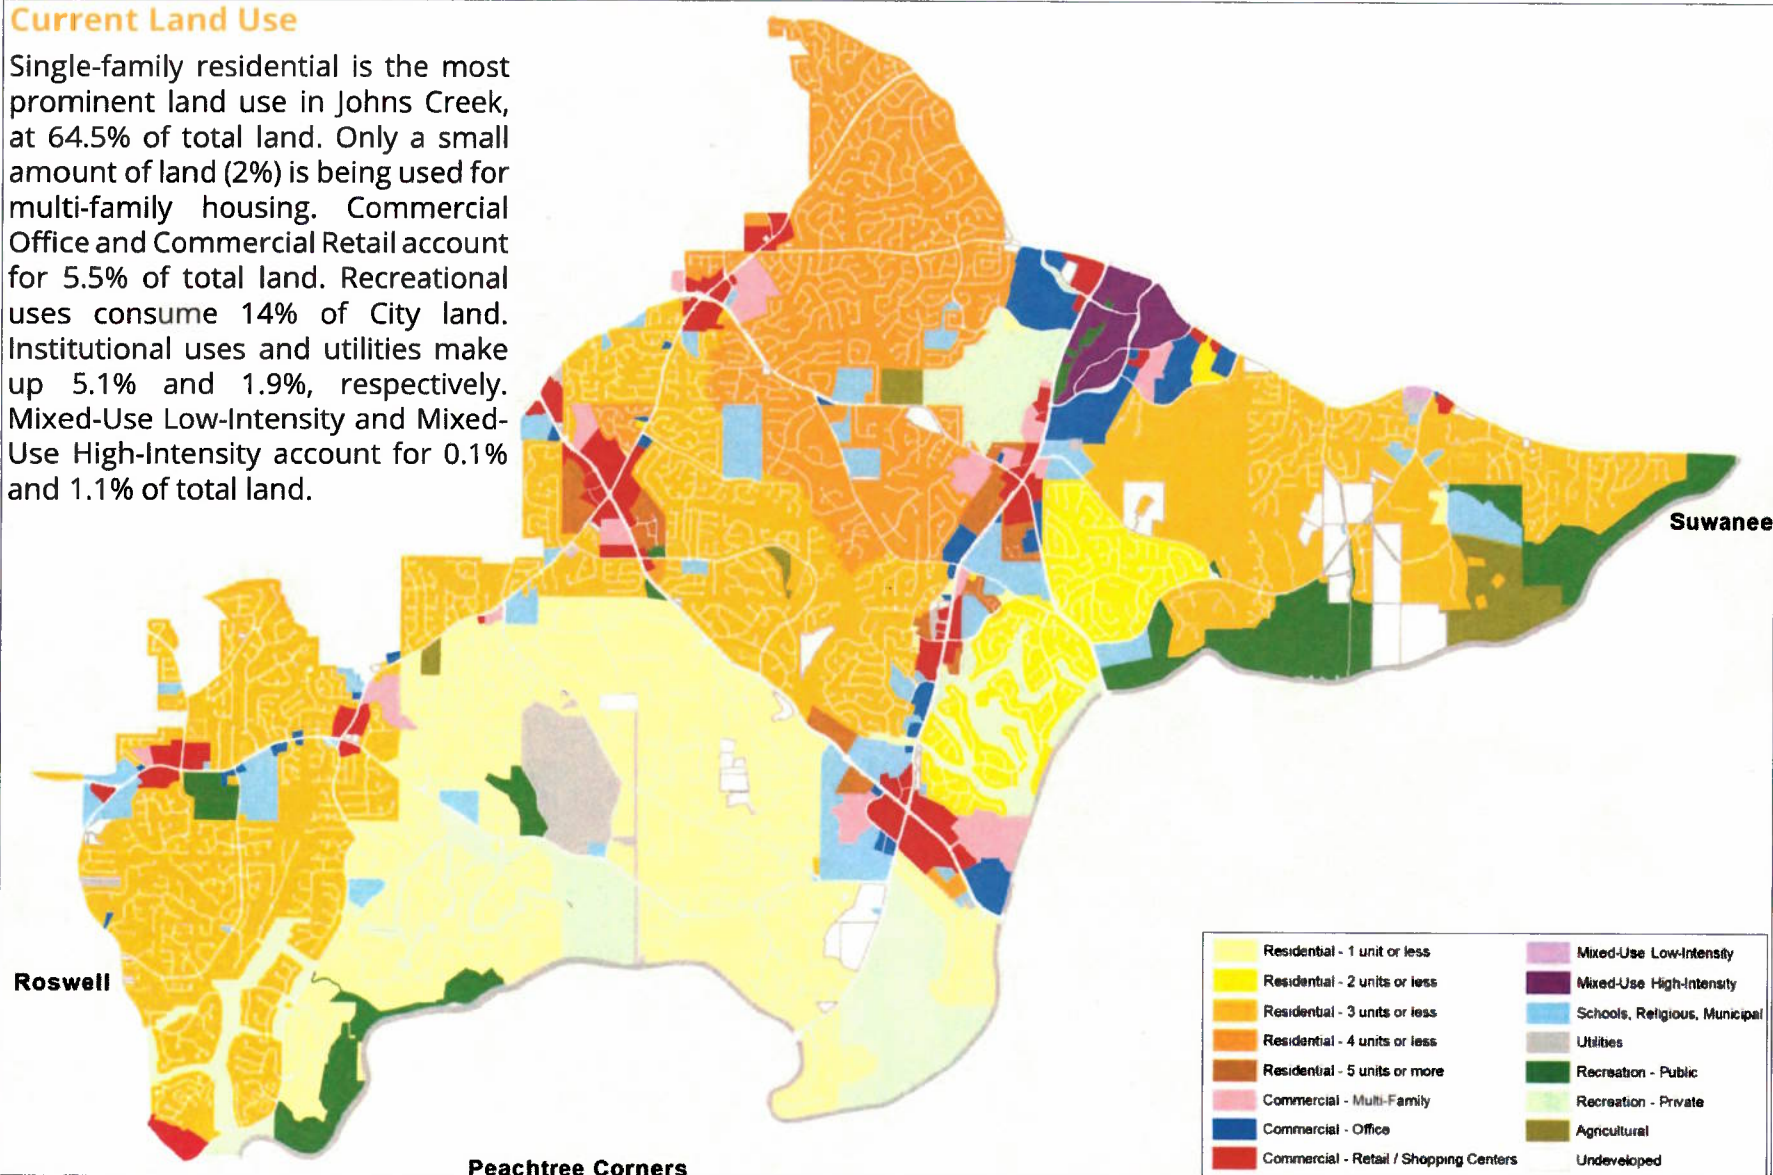 Current Land Use
Single-family residential is the most
prominent land use in Johns Creek,
at 64.5% of total land. Only a small
amount of land (2%) is being used for
multi-family housing. Commercial
Office and Commercial Retail account
for 5.5% of total land. Recreational
uses consume 14% of City land.
Institutional uses and utilities make
up 5.1% and 1.9%, respectively.
Mixed-Use Low-Intensity and Mixed-
Use High-Intensity account for 0.1%
and 1.1% of total land.
Suwanee
Roswell
Peachtree Corners
Residential - 1 unit or less
Residential - 2 units or less
Residential - 3 units or less
Residential - 4 units or less
Residential - 5 units or more
Commercial - Multi-Family
Commercial - Office
Commercial - Retail / Shopping Centers
Mixed-Use Low-Intensity
Mixed-Use High-Intensity
Schools, Religious, Municipal
Utilities
Recreation - Public
Recreation - Private
Agricultural
Undeveloped